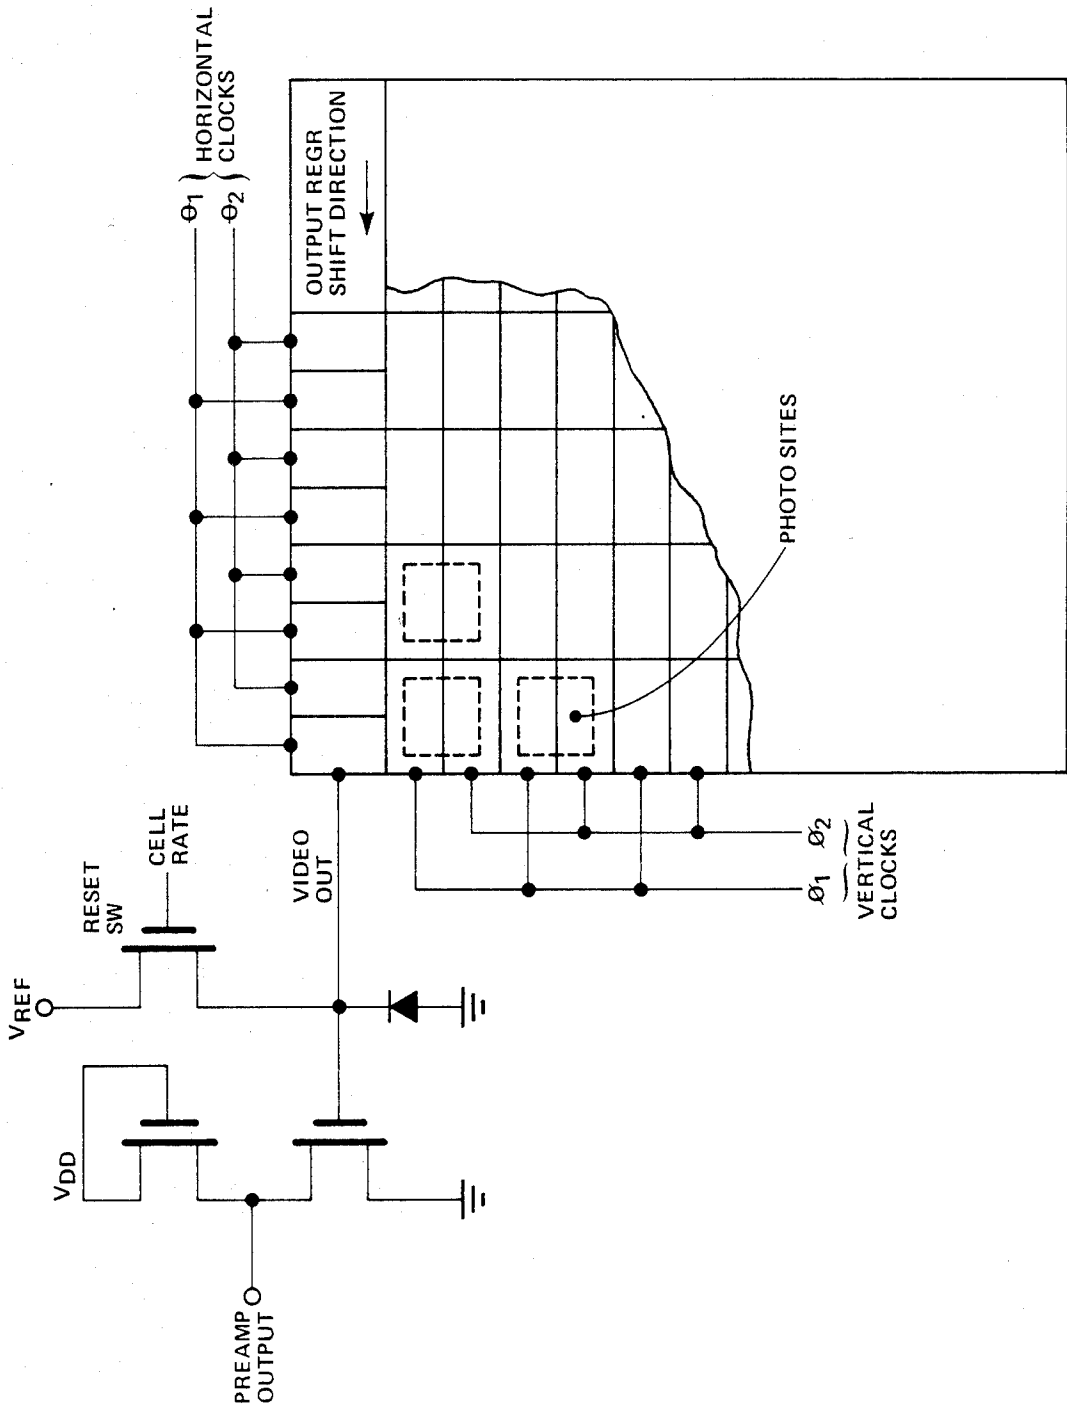 HORIZONTAL
CLOCKS
Θ1
Θ2
OUTPUT REGR
SHIFT DIRECTION
PHOTO SITES
CELL
RATE
RESET
SW
VREF
VDD
VIDEO
OUT
Ø1 Ø2
VERTICAL
CLOCKS
PREAMP
OUTPUT